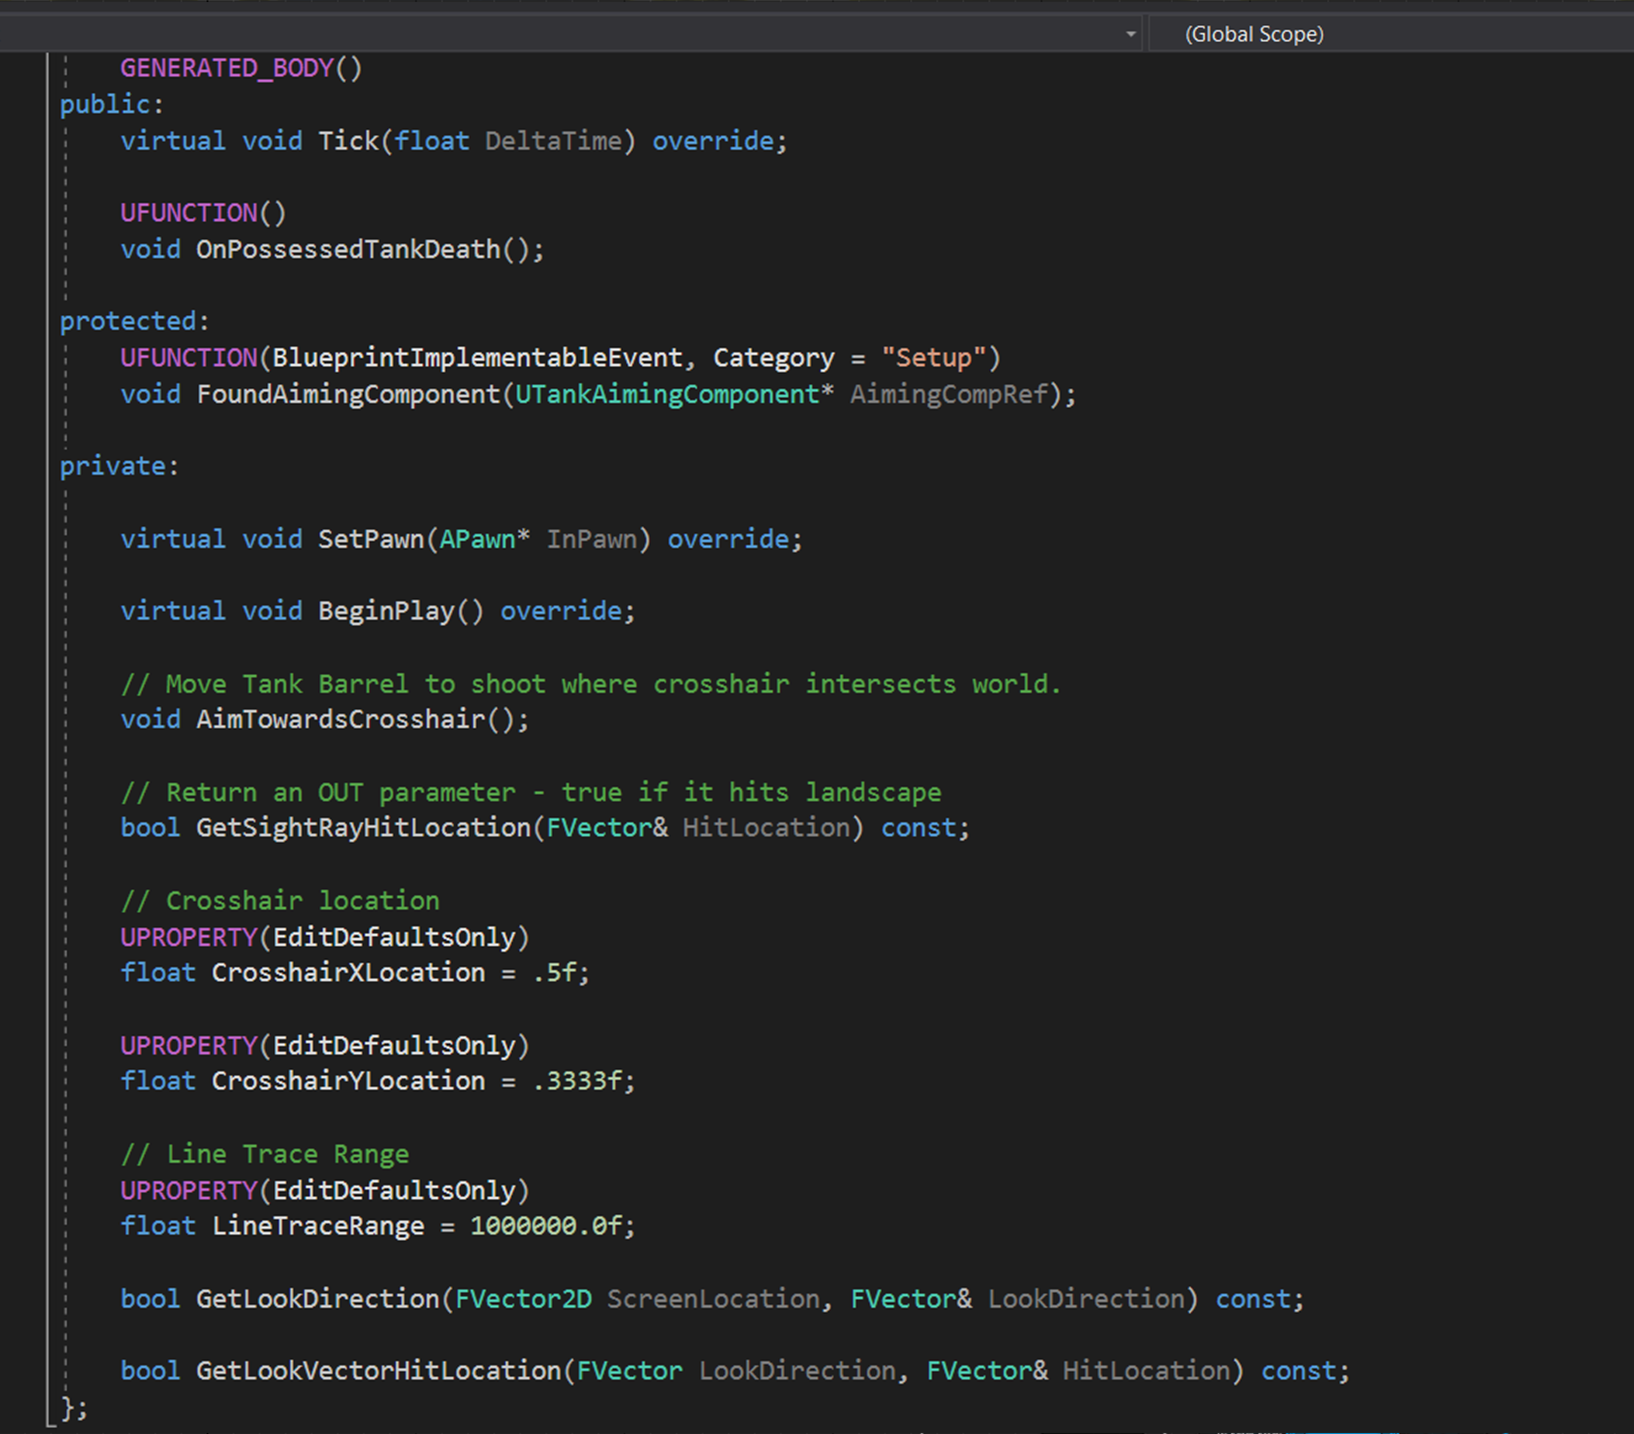 (Global Scope)
GENERATED_BODY()
public:
virtual void Tick(float DeltaTime) override;
UFUNCTION()
void OnPossessedTankDeath();
protected:
UFUNCTION(BlueprintImplementableEvent, Category = "Setup")
void FoundAimingComponent(UTankAimingComponent* AimingCompRef);
private:
virtual void SetPawn(APawn* InPawn) override;
virtual void BeginPlay() override;
// Move Tank Barrel to shoot where crosshair intersects world.
void AimTowardsCrosshair();
// Return an OUT parameter - true if it hits landscape
bool GetSightRayHitLocation(FVector& HitLocation) const;
// Crosshair location
UPROPERTY(EditDefaultsOnly)
float CrosshairXLocation = .5f;
UPROPERTY(EditDefaultsOnly)
float CrosshairYLocation = .3333f;
// Line Trace Range
UPROPERTY(EditDefaultsOnly)
float LineTraceRange = 1000000.0f;
bool GetLookDirection(FVector2D ScreenLocation, FVector& LookDirection) const;
bool GetLookVectorHitLocation(FVector LookDirection, FVector& HitLocation) const;
};